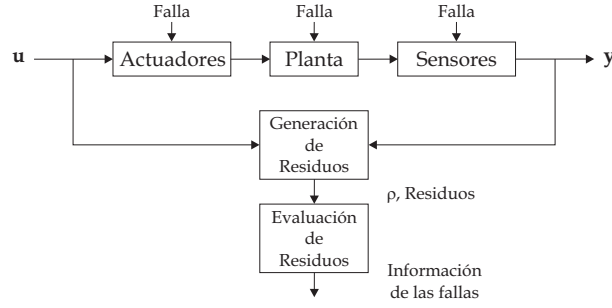 Falla
Falla
Falla
u
Actuadores
Planta
Sensores
y
Generación
de
Residuos
ρ, Residuos
Evaluación
de
Residuos
Información
de las fallas